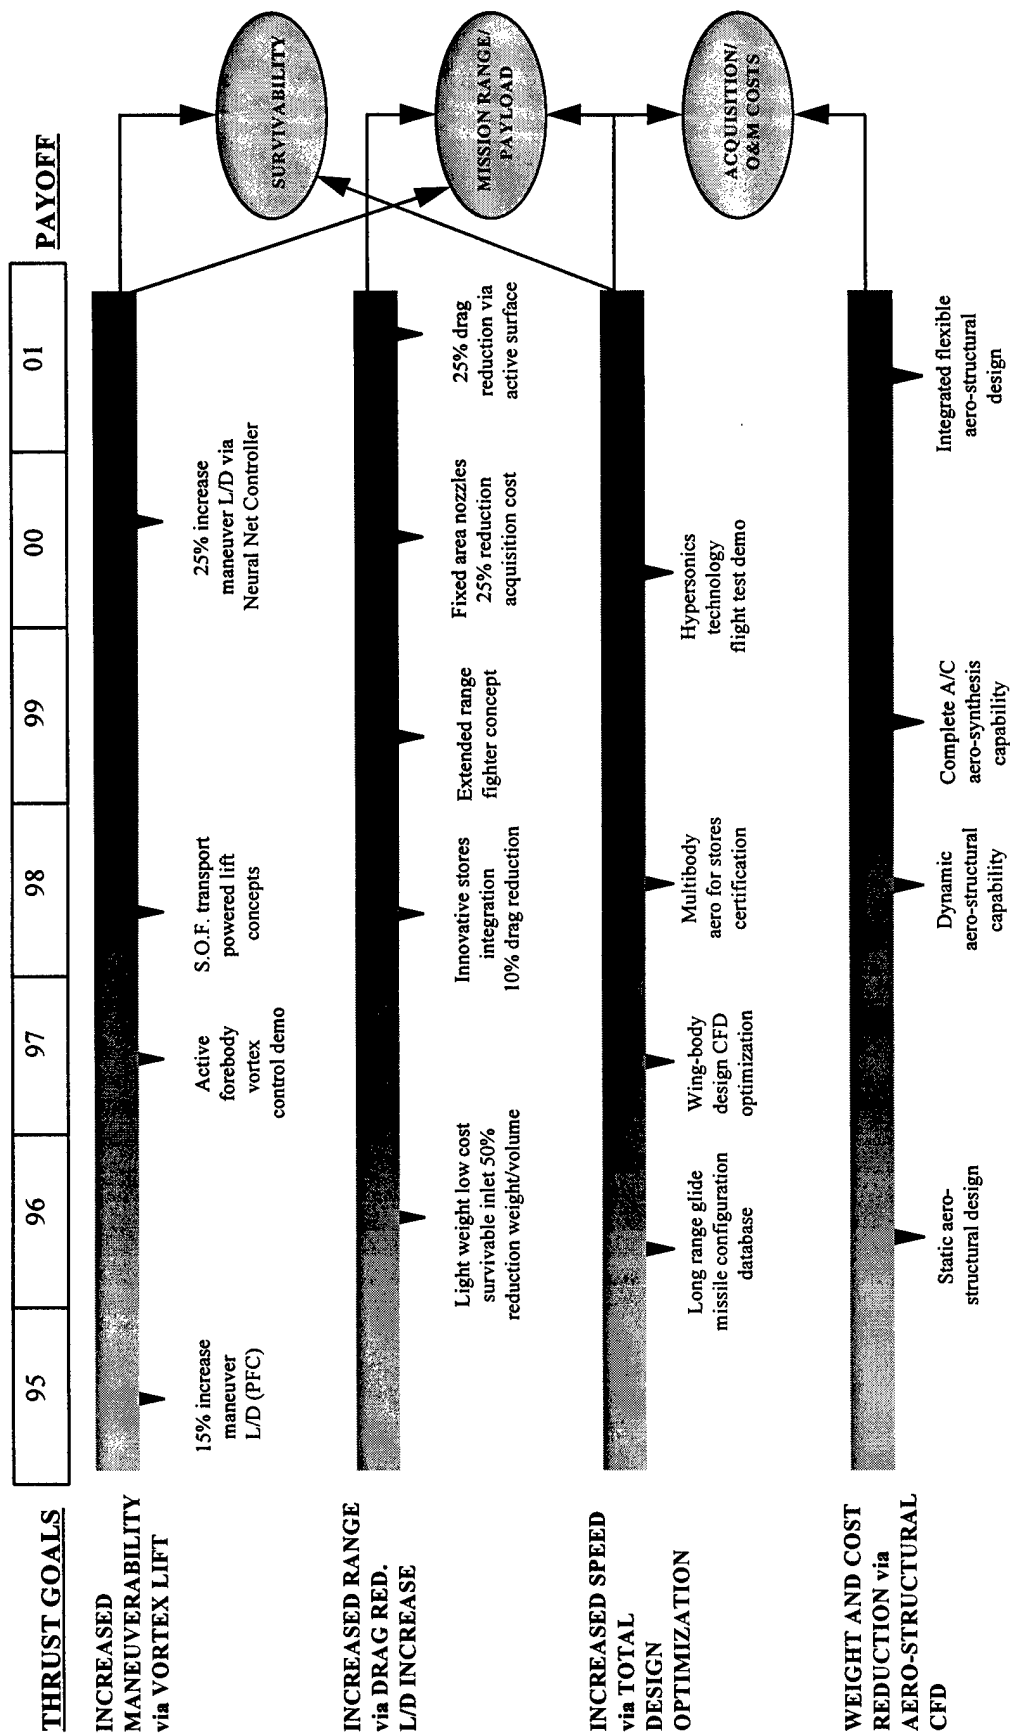 THRUST GOALS
95
96
97
98
99
00
01
PAYOFF
INCREASED
MANEUVERABILITY
via VORTEX LIFT
15% increase
maneuver
L/D (PFC)
Active
forebody
vortex
control demo
S.O.F. transport
powered lift
concepts
25% increase
maneuver L/D via
Neural Net Controller
SURVIVABILITY
INCREASED RANGE
via DRAG RED.
L/D INCREASE
Light weight low cost
survivable inlet 50%
reduction weight/volume
Innovative stores
integration
10% drag reduction
Extended range
fighter concept
Fixed area nozzles
25% reduction
acquisition cost
25% drag
reduction via
active surface
MISSION RANGE/
PAYLOAD
INCREASED SPEED
via TOTAL
DESIGN
OPTIMIZATION
Long range glide
missile configuration
database
Wing-body
design CFD
optimization
Multibody
aero for stores
certification
Hypersonics
technology
flight test demo
ACQUISITION/
O&M COSTS
WEIGHT AND COST
REDUCTION via
AERO-STRUCTURAL
CFD
Static aero-
structural design
Dynamic
aero-structural
capability
Complete A/C
aero-synthesis
capability
Integrated flexible
aero-structural
design